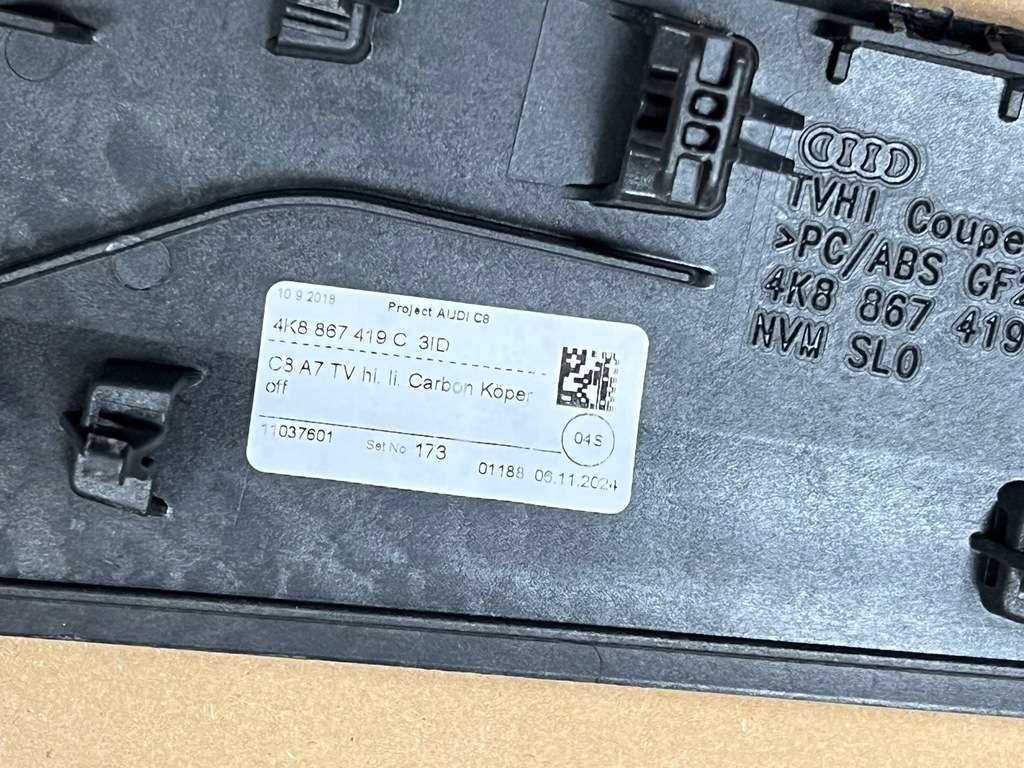 10 9 2018
Project AUDI C8
4K8 867 419 C 3ID
C8 A7 TV hi. li. Carbon Köper
off
04S
11037601
Set No 173
01188 06.11.2024
TVHI Coupe
>PC/ABS GF2
4K8 867 419
NVM SLO